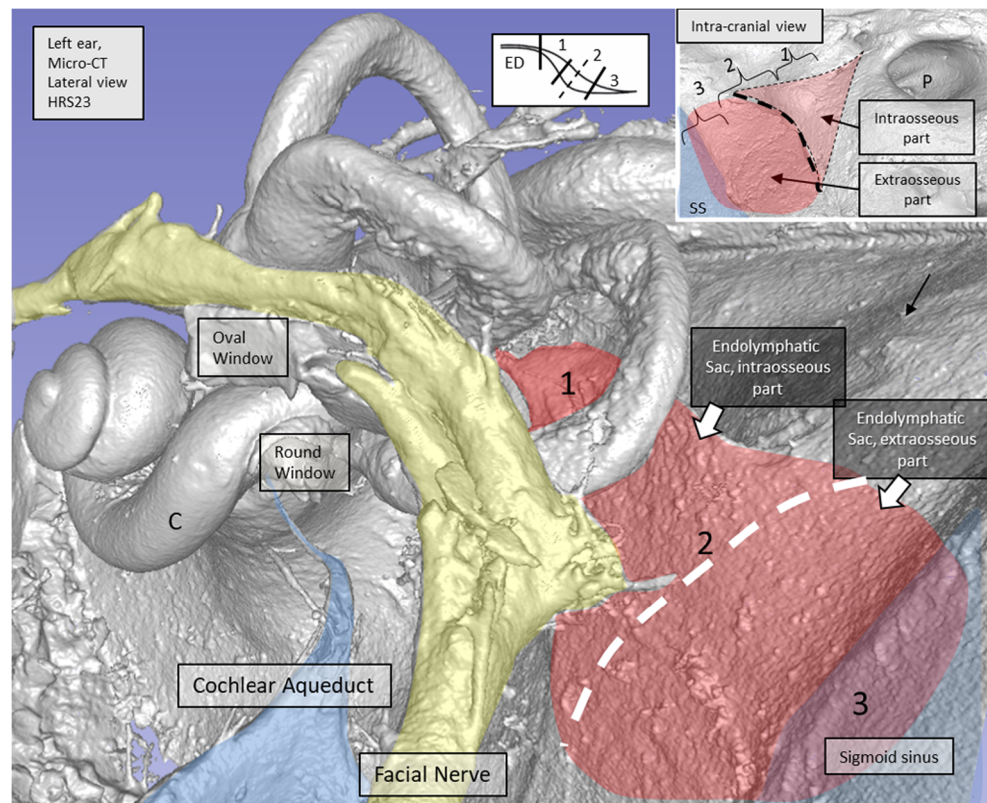 Left ear,
Micro-CT
Lateral view
HRS23
ED
1
2
3
Intra-cranial view
1
2
3
P
Intraosseous
part
Extraosseous
part
SS
Oval
Window
1
Endolymphatic
Sac, intraosseous
part
Endolymphatic
Sac, extraosseous
part
Round
Window
C
2
Cochlear Aqueduct
3
Sigmoid sinus
Facial Nerve